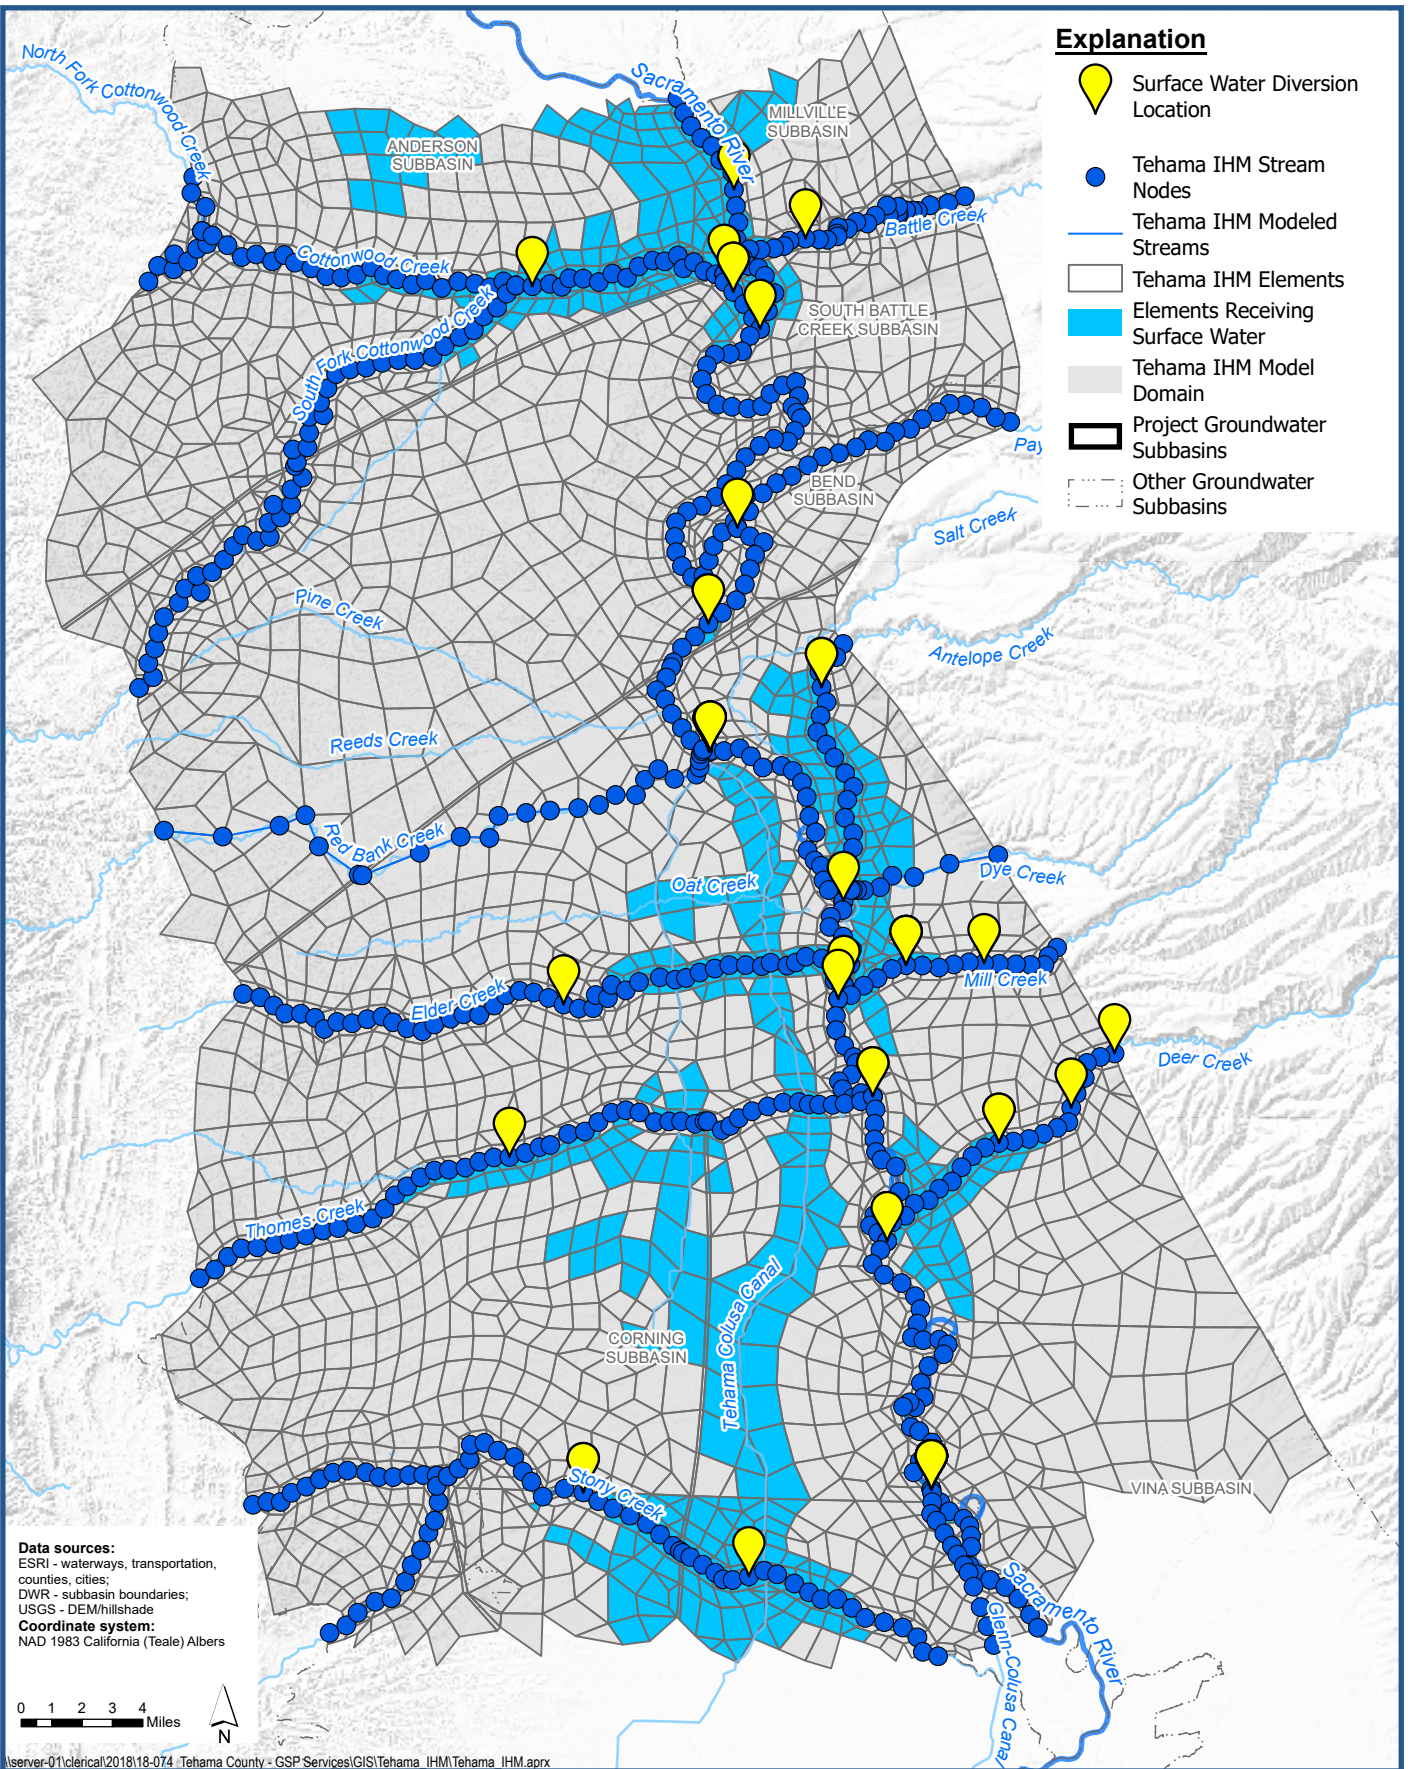 Explanation
Surface Water Diversion
Location
Tehama IHM Stream
Nodes
Tehama IHM Modeled
Streams
Tehama IHM Elements
Elements Receiving
Surface Water
Tehama IHM Model
Domain
Project Groundwater
Subbasins
Other Groundwater
Subbasins
North Fork Cottonwood Creek
Sacramento River
MILLVILLE
SUBBASIN
ANDERSON
SUBBASIN
Battle Creek
Cottonwood Creek
SOUTH BATTLE
CREEK SUBBASIN
South Fork Cottonwood Creek
Pay
BEND
SUBBASIN
Salt Creek
Pine Creek
Antelope Creek
Reeds Creek
Red Bank Creek
Oat Creek
Dye Creek
Mill Creek
Elder Creek
Deer Creek
Thomes Creek
Tehama Colusa Canal
CORNING
SUBBASIN
Stony Creek
VINA SUBBASIN
Sacramento River
Glenn-Colusa Canal
Data sources:
ESRI - waterways, transportation,
counties, cities;
DWR - subbasin boundaries;
USGS - DEM/hillshade
Coordinate system:
NAD 1983 California (Teale) Albers
0 1 2 3 4
Miles
N
\\server-01\clerical\2018\18-074_Tehama County - GSP Services\GIS\Tehama_IHM\Tehama_IHM.aprx